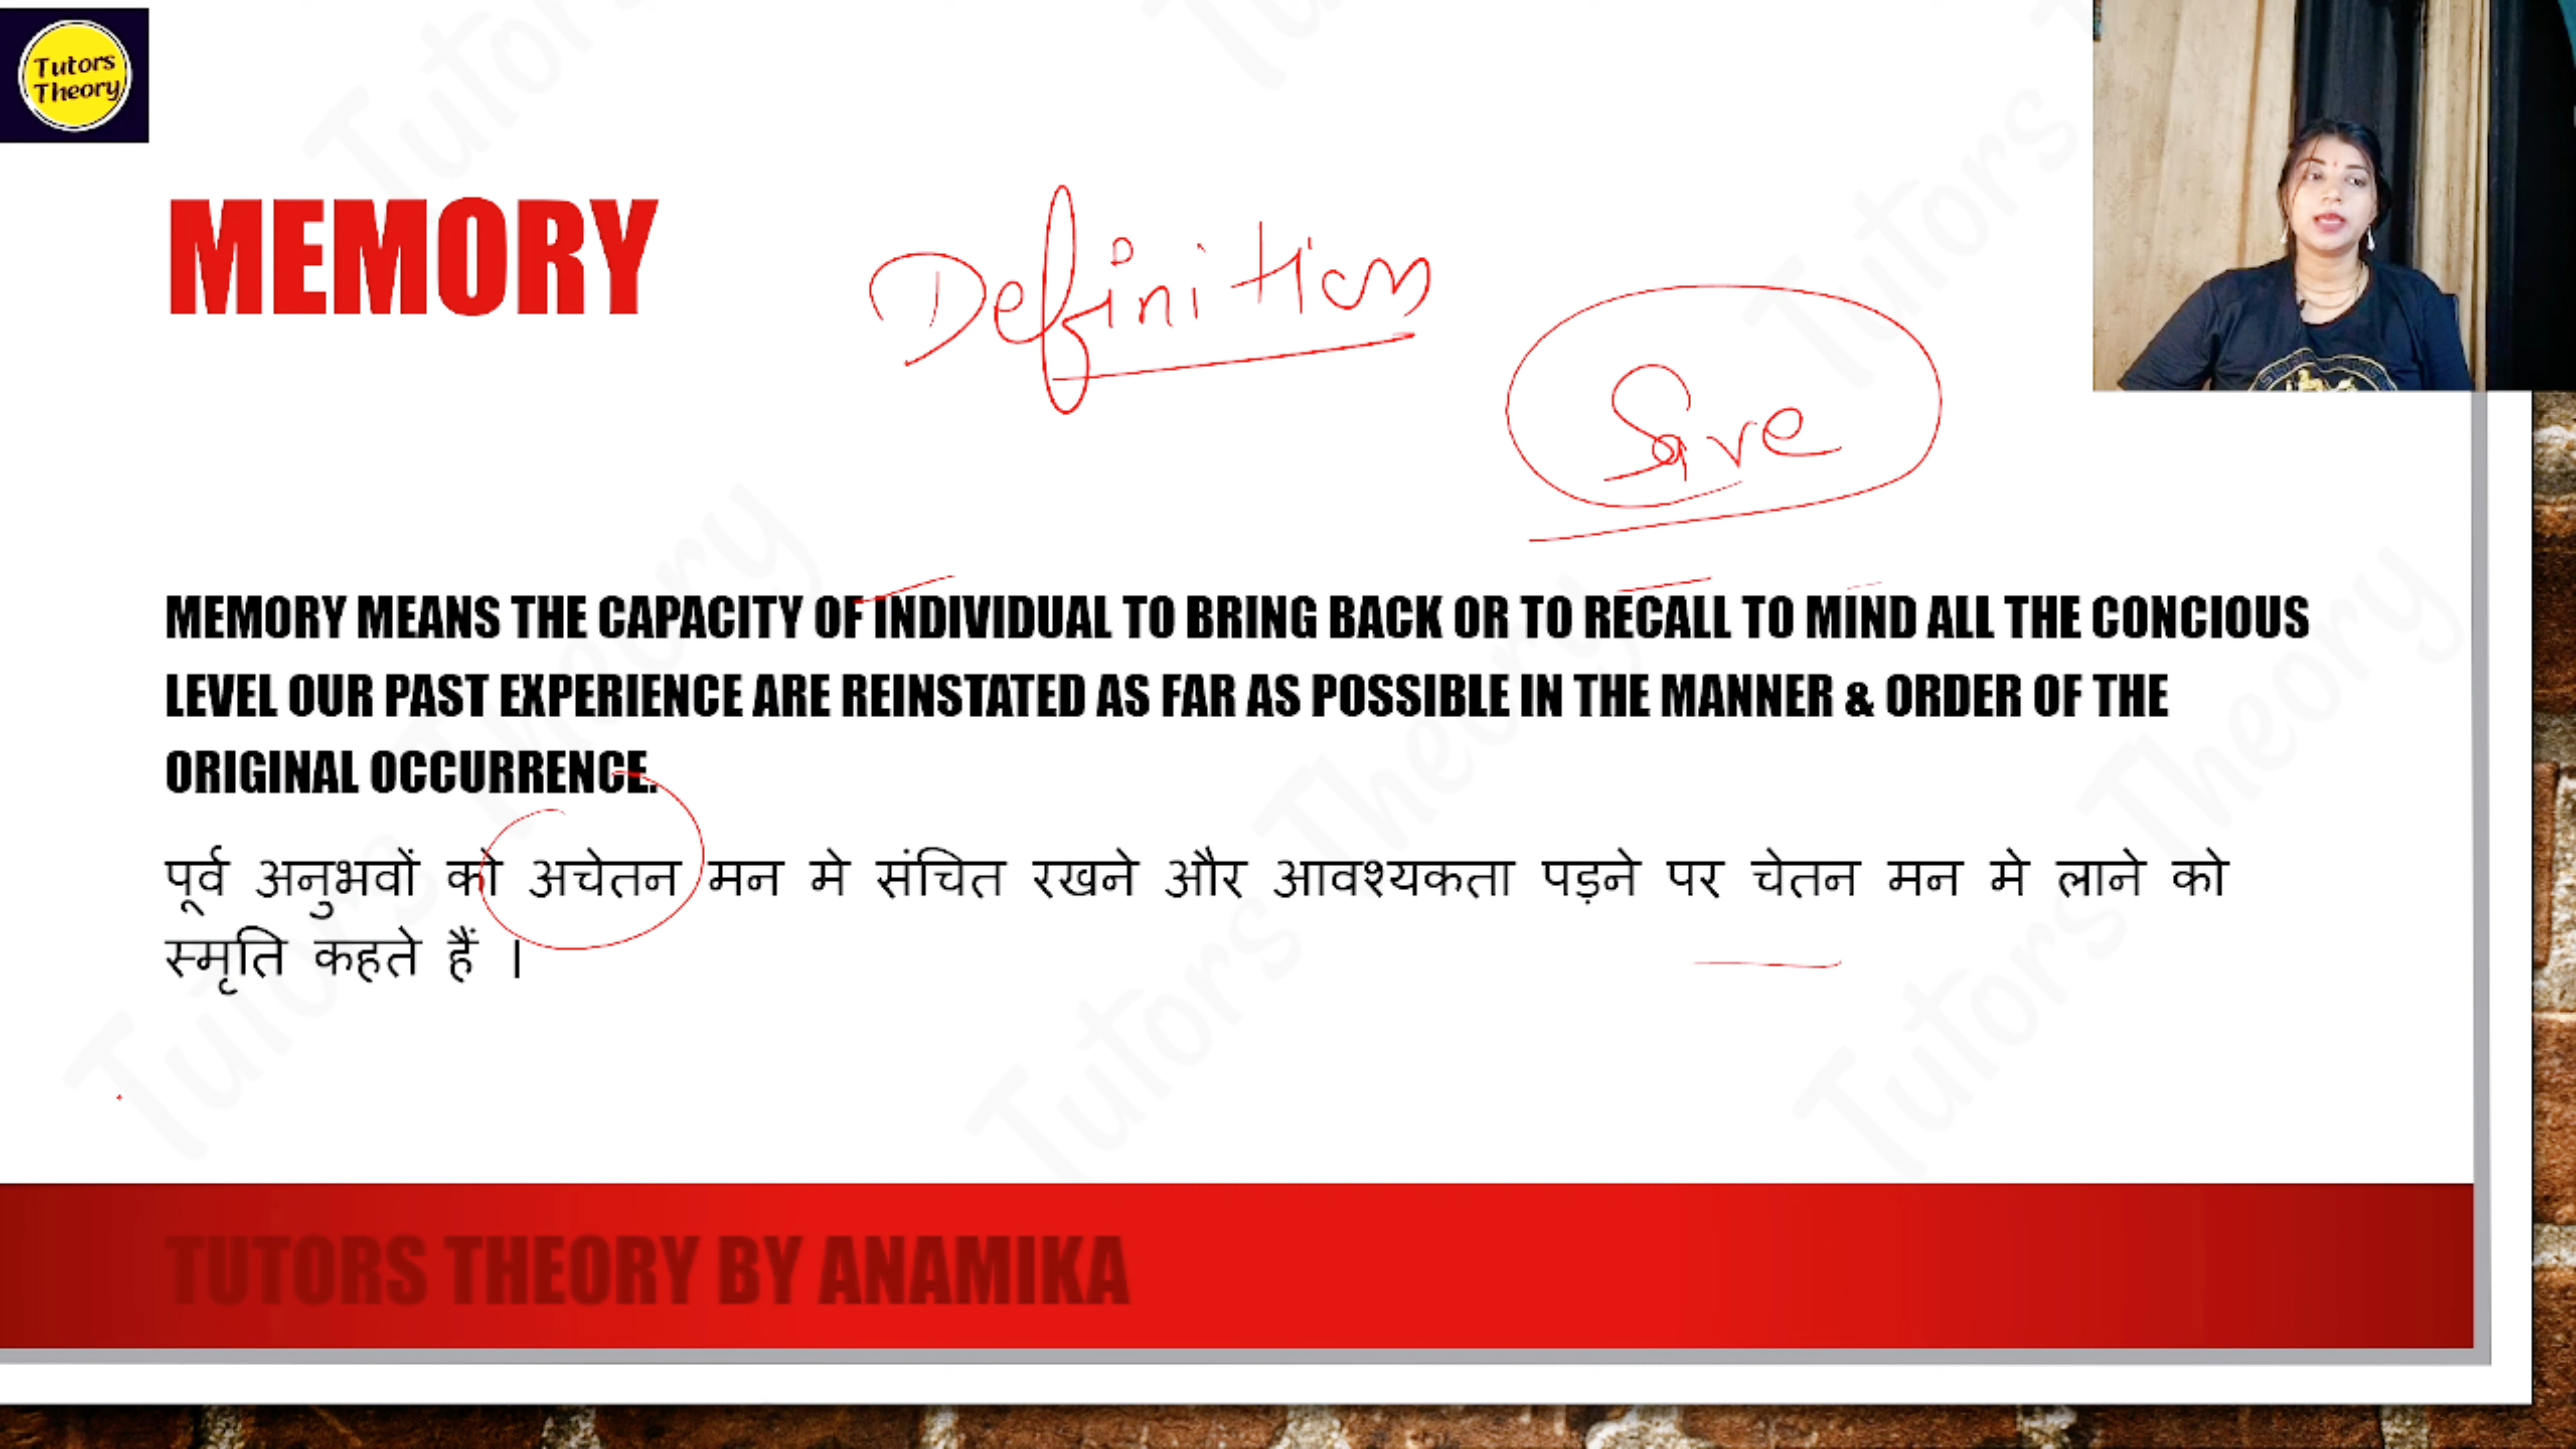 Tutors
Theory
MEMORY
Definition
Save
MEMORY MEANS THE CAPACITY OF INDIVIDUAL TO BRING BACK OR TO RECALL TO MIND ALL THE CONCIOUS
LEVEL OUR PAST EXPERIENCE ARE REINSTATED AS FAR AS POSSIBLE IN THE MANNER & ORDER OF THE
ORIGINAL OCCURRENCE.
पूर्व अनुभवों को अचेतन मन मे संचित रखने और आवश्यकता पड़ने पर चेतन मन मे लाने को
स्मृति कहते हैं ।
TUTORS THEORY BY ANAMIKA